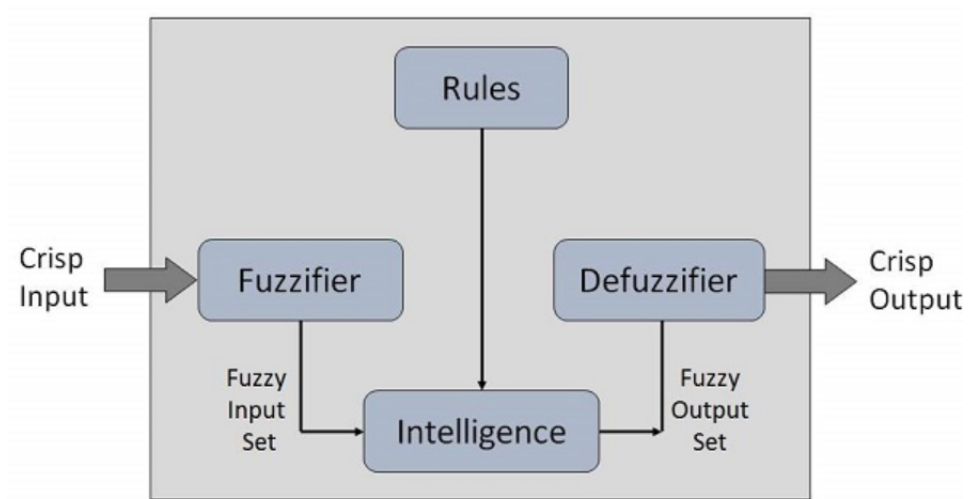 Rules
Crisp
Input
Fuzzifier
Defuzzifier
Crisp
Output
Fuzzy
Input
Set
Intelligence
Fuzzy
Output
Set